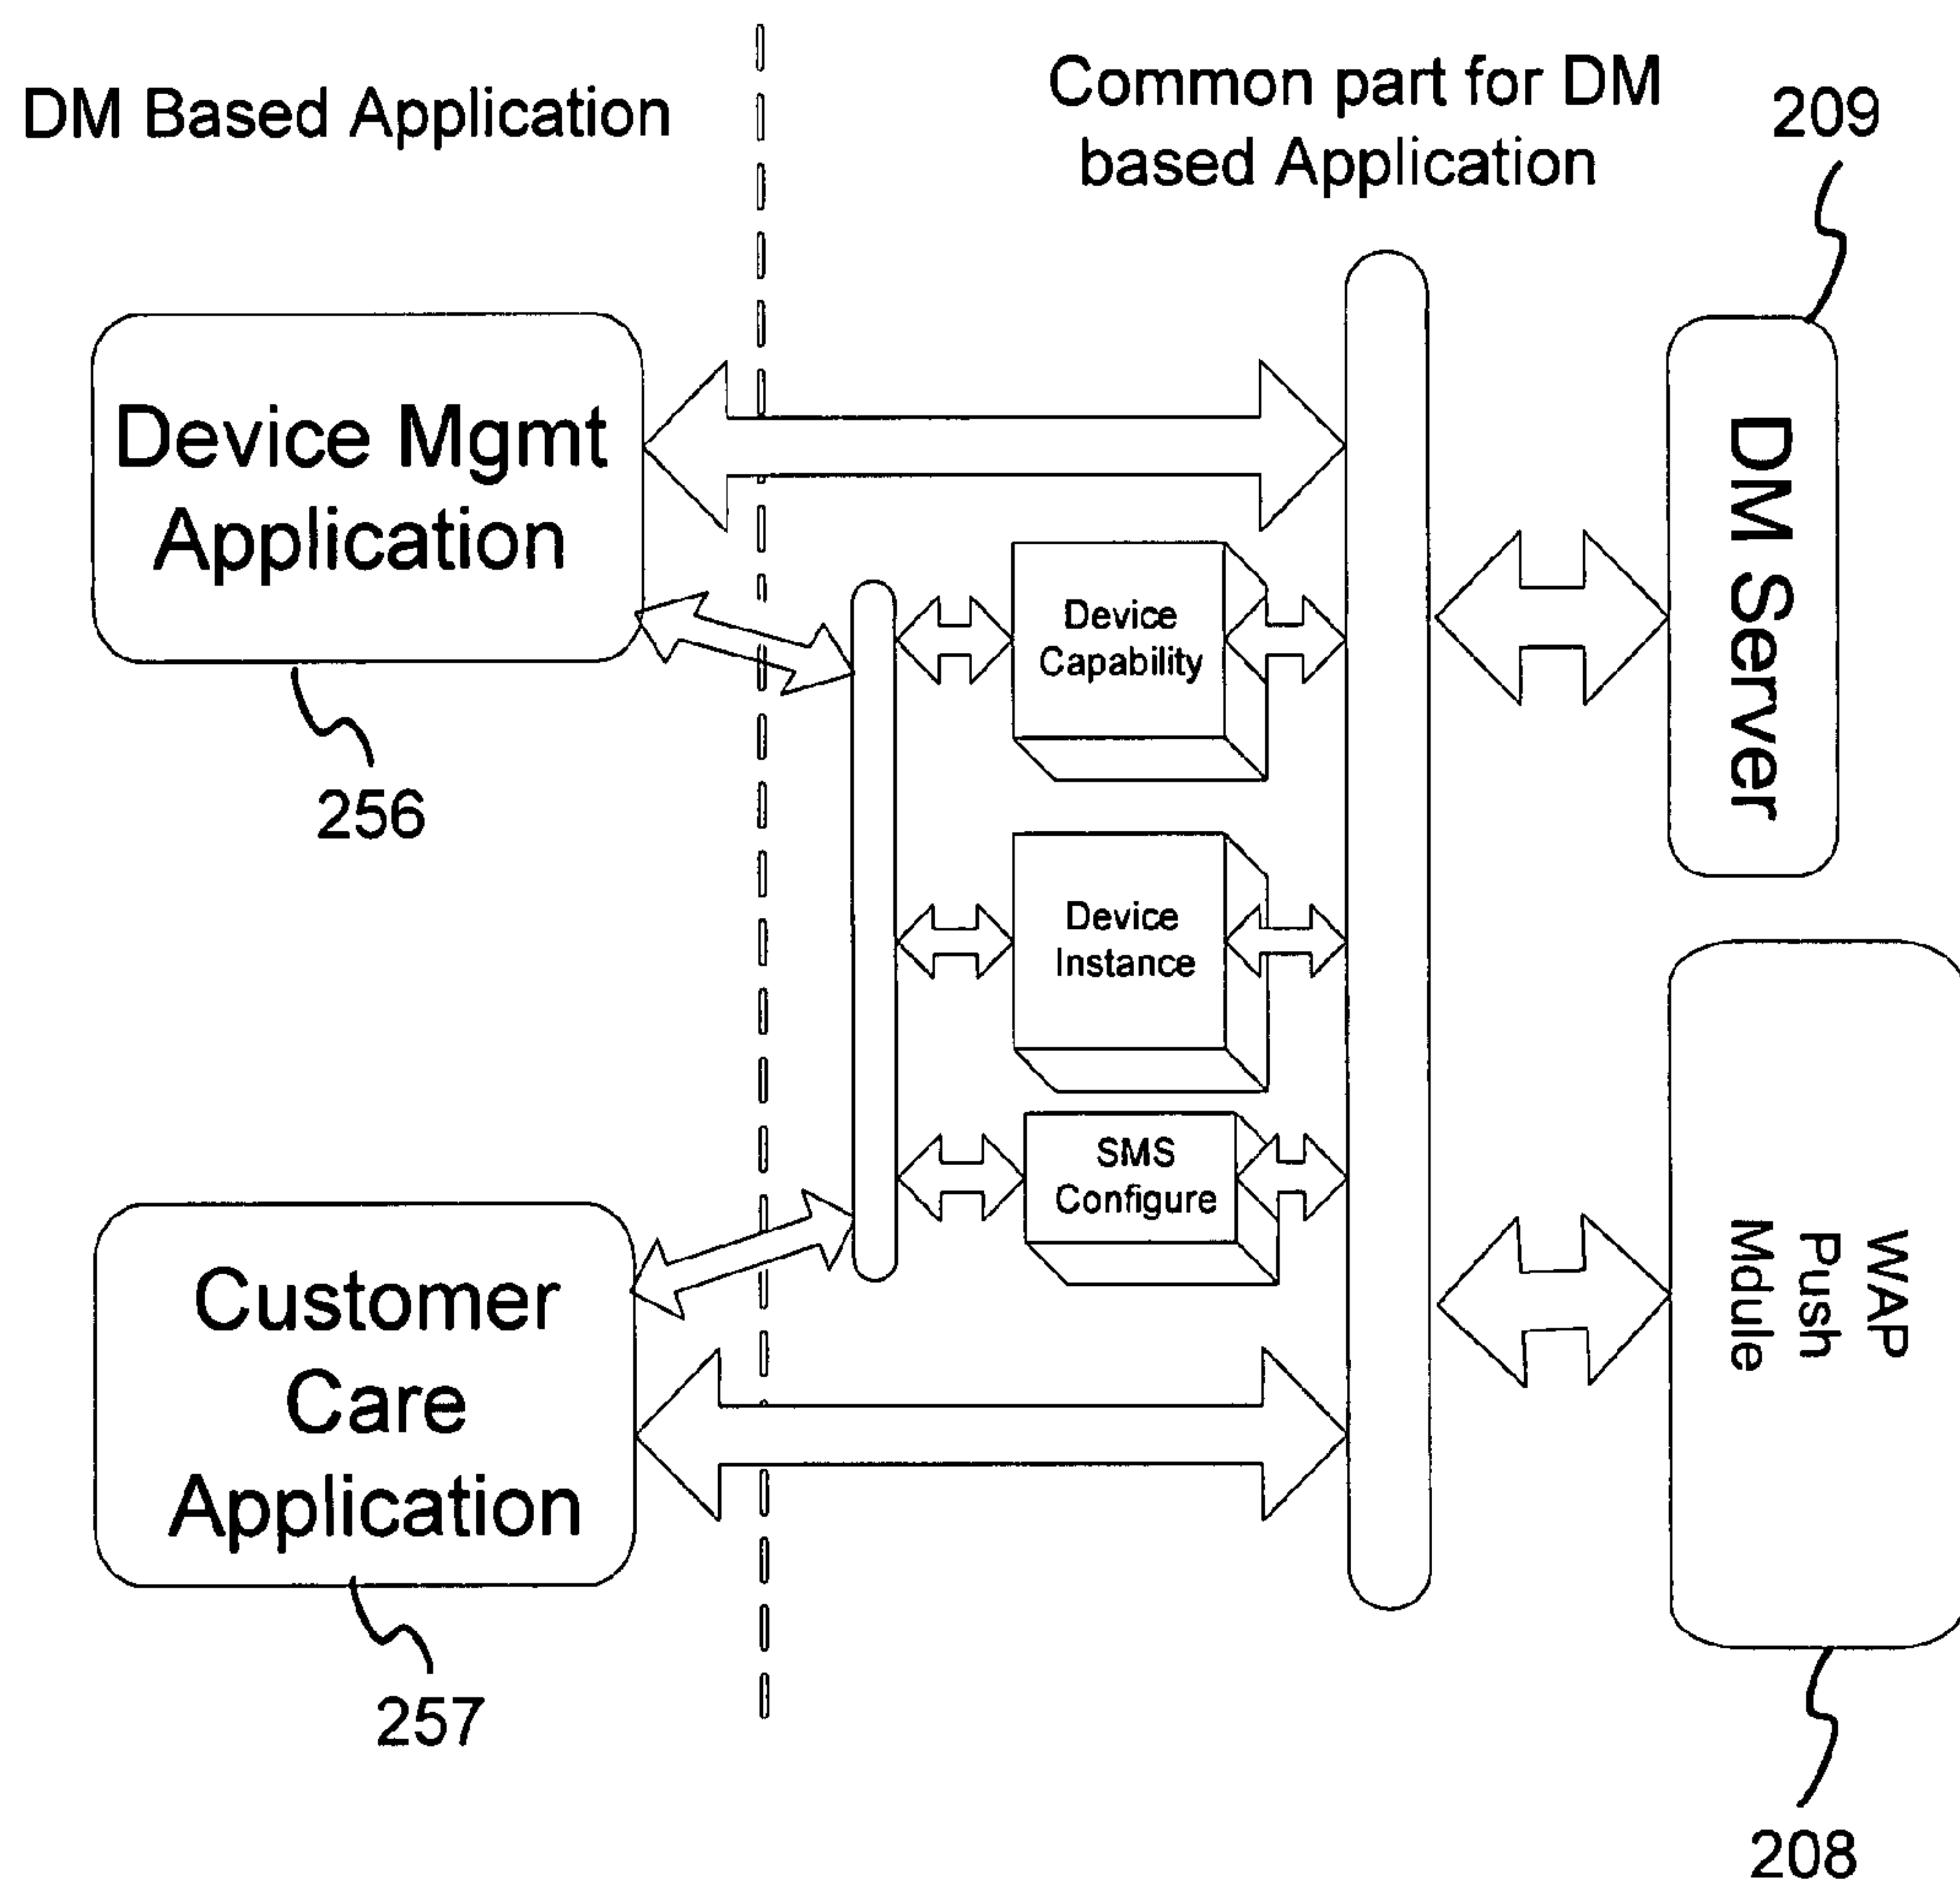 DM Based Application
Common part for DM
based Application
209
Device Mgmt
Application
256
Device
Capability
Device
Instance
SMS
Configure
DM Server
Customer
Care
Application
257
WAP
Push
Mdule
208